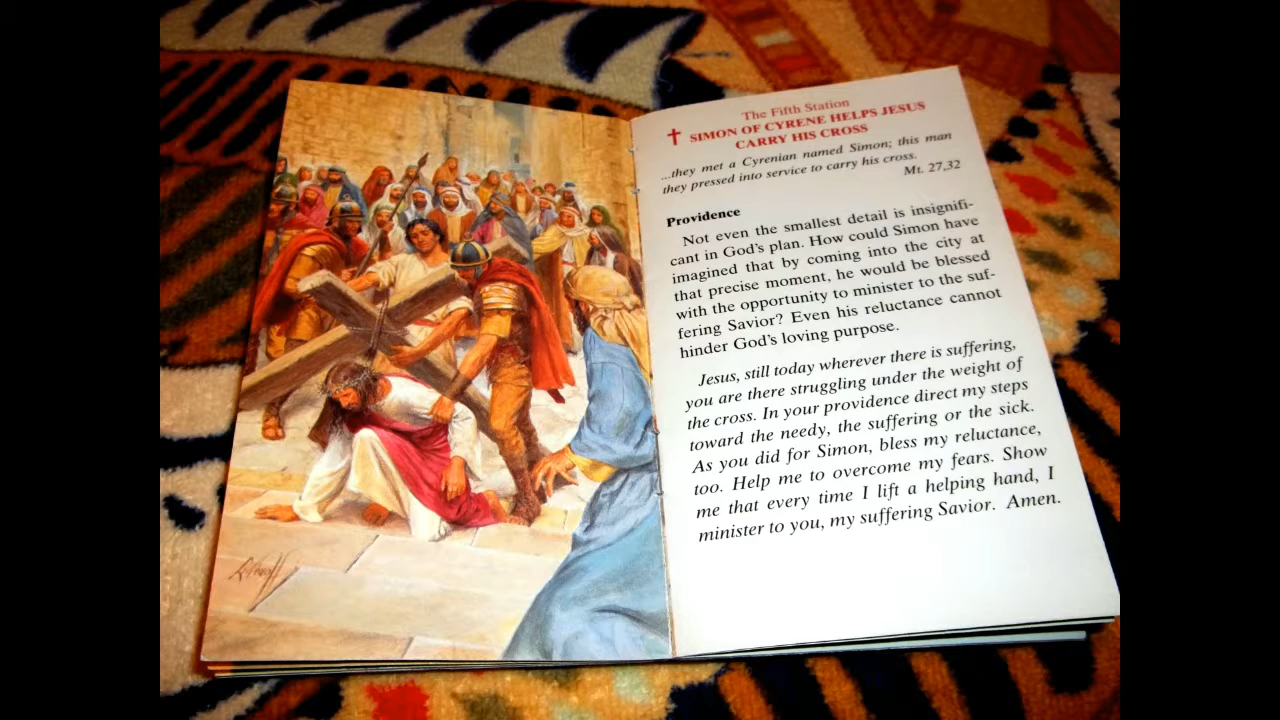 The Fifth Station
✝ SIMON OF CYRENE HELPS JESUS
CARRY HIS CROSS
...they met a Cyrenian named Simon; this man
they pressed into service to carry his cross.
Mt. 27,32
Providence
Not even the smallest detail is insignifi-
cant in God's plan. How could Simon have
imagined that by coming into the city at
that precise moment, he would be blessed
with the opportunity to minister to the suf-
fering Savior? Even his reluctance cannot
hinder God's loving purpose.
Jesus, still today wherever there is suffering,
you are there struggling under the weight of
the cross. In your providence direct my steps
toward the needy, the suffering or the sick.
As you did for Simon, bless my reluctance,
too. Help me to overcome my fears. Show
me that every time I lift a helping hand, I
minister to you, my suffering Savior. Amen.